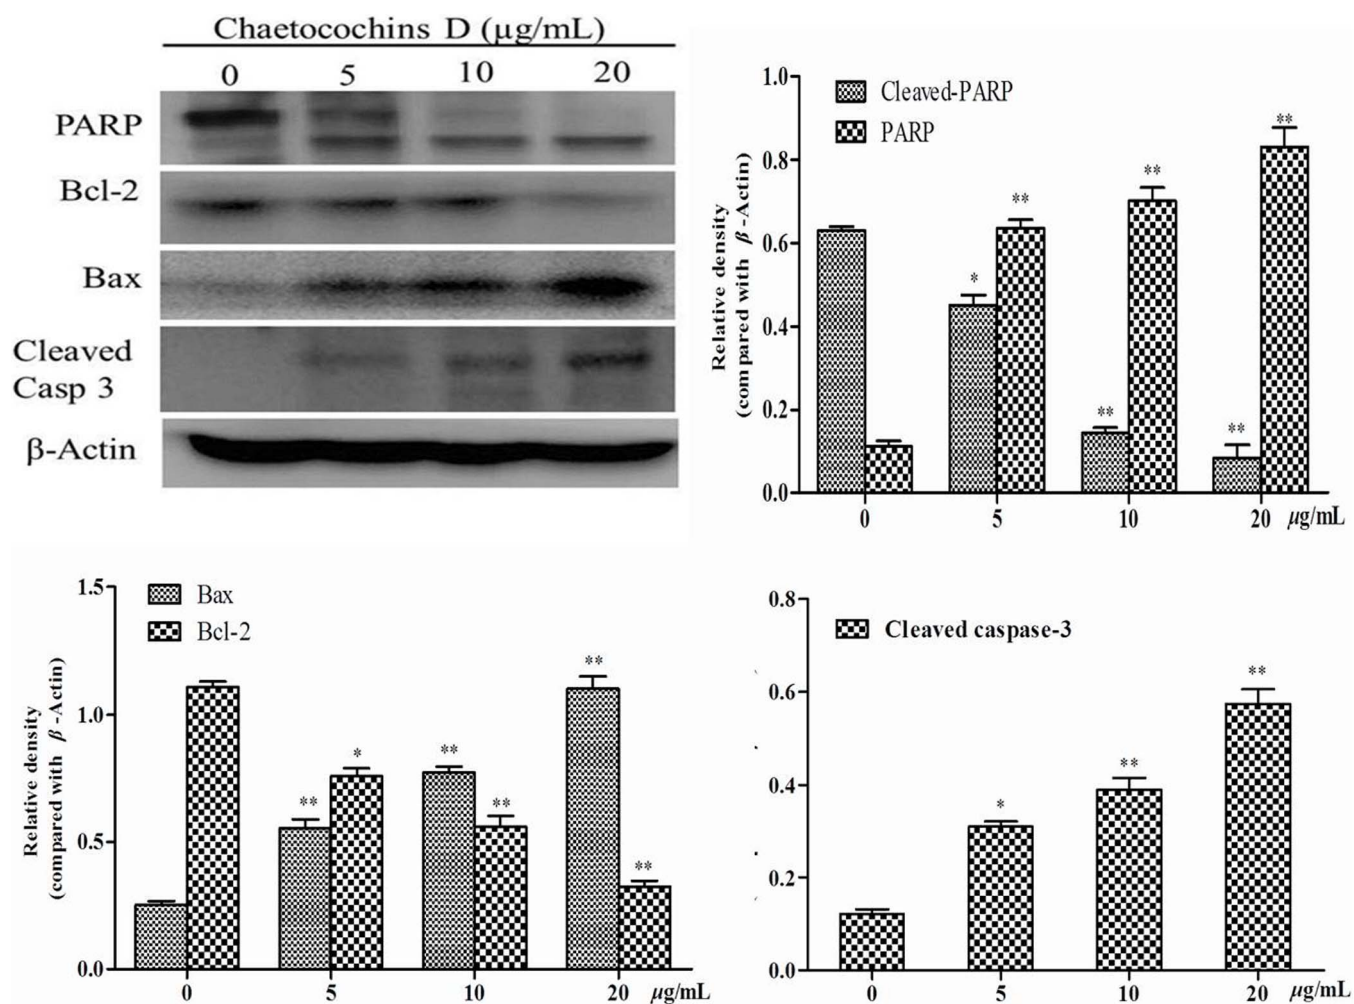 Chaetocochins D (µg/mL)
0 5 10 20
PARP
Bcl-2
Bax
Cleaved
Casp 3
β-Actin
Cleaved-PARP
PARP
Relative density
(compared with β -Actin)
1.0
0.8
0.6
0.4
0.2
0.0
* ** ** ** ** **
0 5 10 20 µg/mL
Bax
Bcl-2
Relative density
(compared with β -Actin)
1.5
1.0
0.5
0.0
** * ** ** ** **
0 5 10 20 µg/mL
Cleaved caspase-3
0.8
0.6
0.4
0.2
0.0
* ** **
0 5 10 20 µg/mL